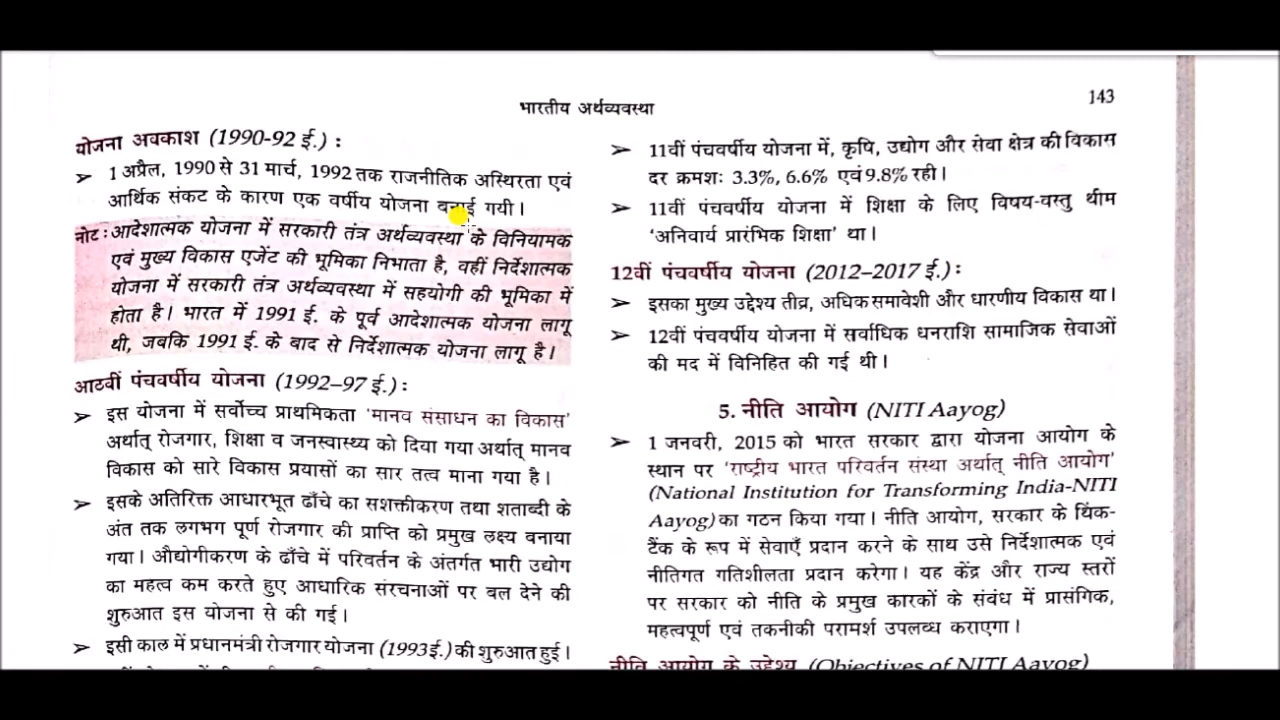 भारतीय अर्थव्यवस्था
143
योजना अवकाश (1990-92 ई.) :
➢ 1 अप्रैल, 1990 से 31 मार्च, 1992 तक राजनीतिक अस्थिरता एवं
आर्थिक संकट के कारण एक वर्षीय योजना बनाई गयी।
नोट : आदेशात्मक योजना में सरकारी तंत्र अर्थव्यवस्था के विनियामक
एवं मुख्य विकास एजेंट की भूमिका निभाता है, वहीं निर्देशात्मक
योजना में सरकारी तंत्र अर्थव्यवस्था में सहयोगी की भूमिका में
होता है। भारत में 1991 ई. के पूर्व आदेशात्मक योजना लागू
थी, जबकि 1991 ई. के बाद से निर्देशात्मक योजना लागू है।
आठवीं पंचवर्षीय योजना (1992–97 ई.) :
➢ इस योजना में सर्वोच्च प्राथमिकता 'मानव संसाधन का विकास'
अर्थात् रोजगार, शिक्षा व जनस्वास्थ्य को दिया गया अर्थात् मानव
विकास को सारे विकास प्रयासों का सार तत्व माना गया है।
➢ इसके अतिरिक्त आधारभूत ढाँचे का सशक्तीकरण तथा शताब्दी के
अंत तक लगभग पूर्ण रोजगार की प्राप्ति को प्रमुख लक्ष्य बनाया
गया। औद्योगीकरण के ढाँचे में परिवर्तन के अंतर्गत भारी उद्योग
का महत्व कम करते हुए आधारिक संरचनाओं पर बल देने की
शुरुआत इस योजना से की गई।
➢ इसी काल में प्रधानमंत्री रोजगार योजना (1993 ई.) की शुरुआत हुई।
➢ 11वीं पंचवर्षीय योजना में, कृषि, उद्योग और सेवा क्षेत्र की विकास
दर क्रमशः 3.3%, 6.6% एवं 9.8% रही।
➢ 11वीं पंचवर्षीय योजना में शिक्षा के लिए विषय-वस्तु थीम
'अनिवार्य प्रारंभिक शिक्षा' था।
12वीं पंचवर्षीय योजना (2012–2017 ई.) :
➢ इसका मुख्य उद्देश्य तीव्र, अधिक समावेशी और धारणीय विकास था।
➢ 12वीं पंचवर्षीय योजना में सर्वाधिक धनराशि सामाजिक सेवाओं
की मद में विनिहित की गई थी।
5. नीति आयोग (NITI Aayog)
➢ 1 जनवरी, 2015 को भारत सरकार द्वारा योजना आयोग के
स्थान पर 'राष्ट्रीय भारत परिवर्तन संस्था अर्थात् नीति आयोग'
(National Institution for Transforming India-NITI
Aayog) का गठन किया गया। नीति आयोग, सरकार के थिंक-
टैंक के रूप में सेवाएँ प्रदान करने के साथ उसे निर्देशात्मक एवं
नीतिगत गतिशीलता प्रदान करेगा। यह केंद्र और राज्य स्तरों
पर सरकार को नीति के प्रमुख कारकों के संबंध में प्रासंगिक,
महत्वपूर्ण एवं तकनीकी परामर्श उपलब्ध कराएगा।
नीति आयोग के उद्देश्य (Objectives of NITI Aayog)